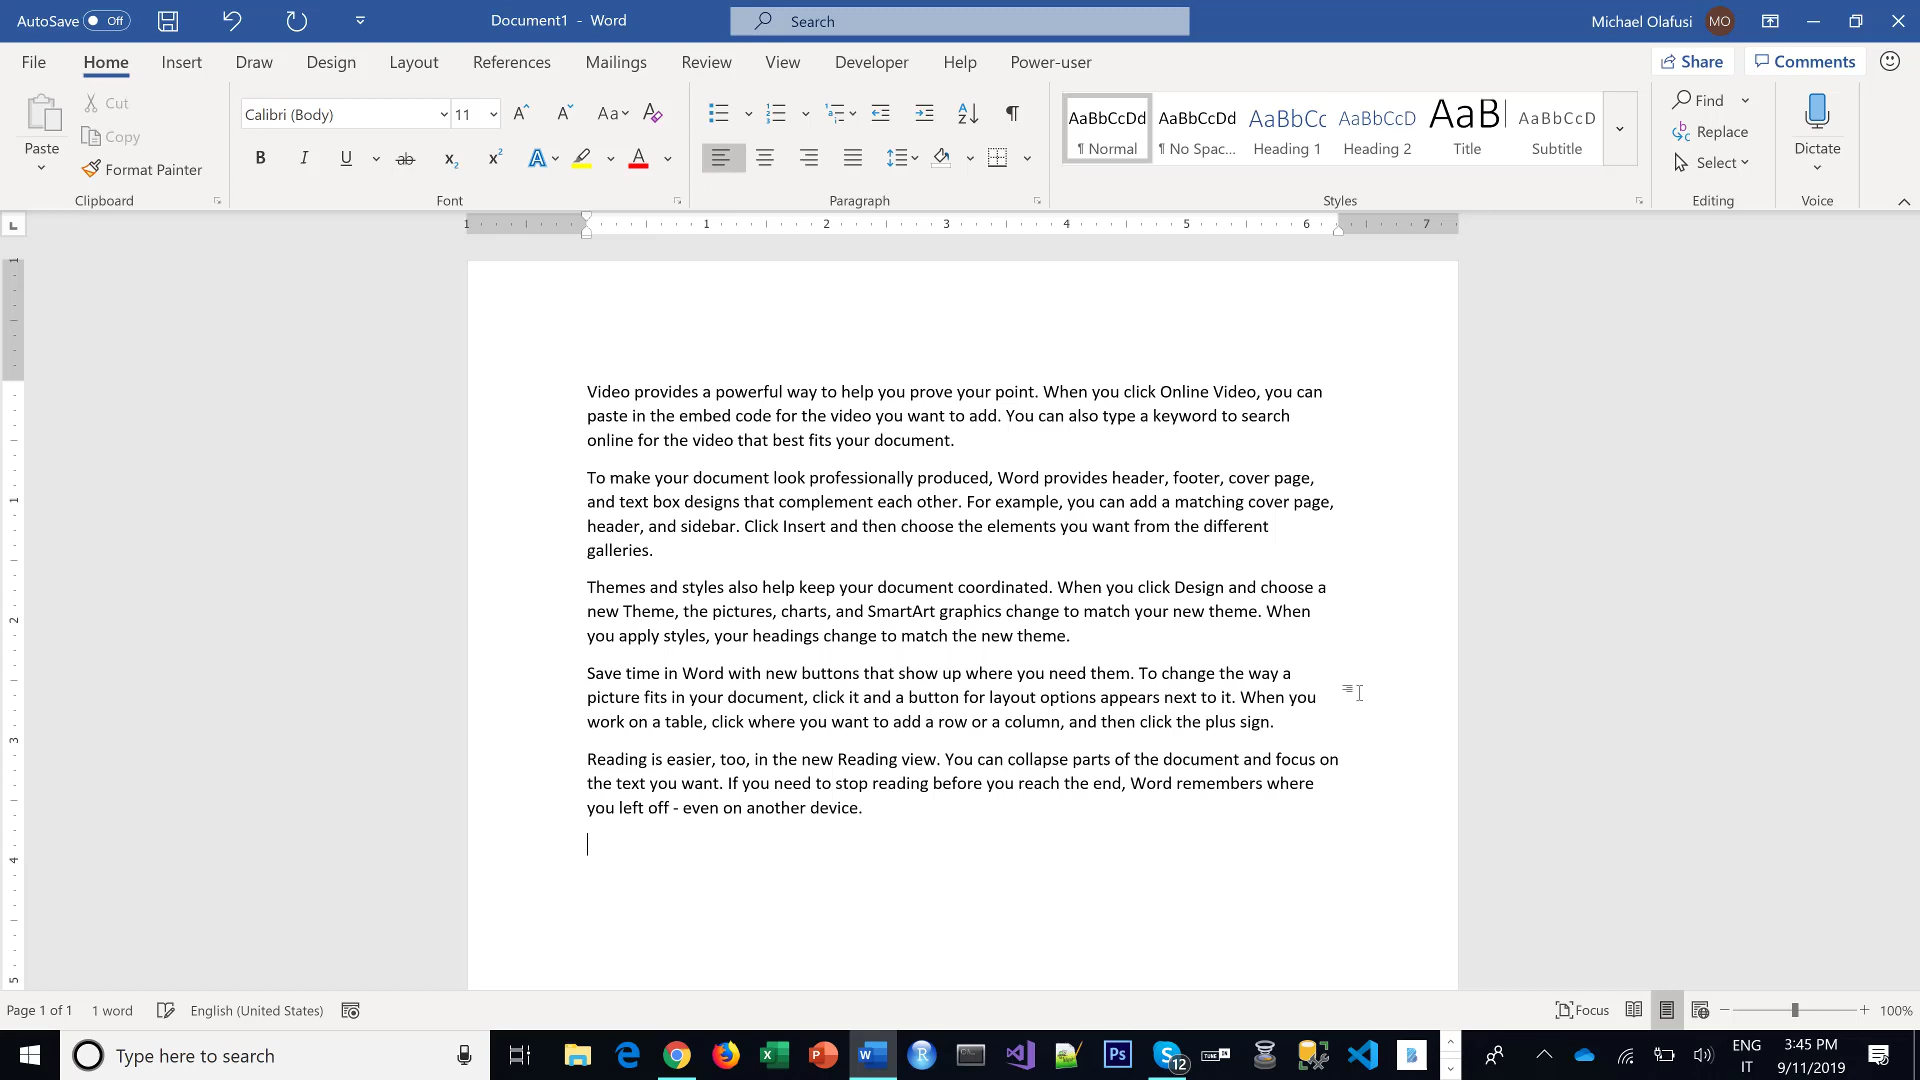 AutoSave Off Document1 - Word Search Michael Olafusi MO
File Home Insert Draw Design Layout References Mailings Review View Developer Help Power-user Share Comments
Paste Cut Copy Format Painter
Clipboard
Calibri (Body) 11 Aa
B I U ab x₂ x² A A
Font
Paragraph
AaBbCcDd AaBbCcDd AaBbCc AaBbCcD AaB AaBbCcD
¶ Normal ¶ No Spac... Heading 1 Heading 2 Title Subtitle
Styles
Find
Replace
Select
Editing
Dictate
Voice
1 1 2 3 4 5 6 7
Video provides a powerful way to help you prove your point. When you click Online Video, you can
paste in the embed code for the video you want to add. You can also type a keyword to search
online for the video that best fits your document.
To make your document look professionally produced, Word provides header, footer, cover page,
and text box designs that complement each other. For example, you can add a matching cover page,
header, and sidebar. Click Insert and then choose the elements you want from the different
galleries.
Themes and styles also help keep your document coordinated. When you click Design and choose a
new Theme, the pictures, charts, and SmartArt graphics change to match your new theme. When
you apply styles, your headings change to match the new theme.
Save time in Word with new buttons that show up where you need them. To change the way a
picture fits in your document, click it and a button for layout options appears next to it. When you
work on a table, click where you want to add a row or a column, and then click the plus sign.
Reading is easier, too, in the new Reading view. You can collapse parts of the document and focus on
the text you want. If you need to stop reading before you reach the end, Word remembers where
you left off - even on another device.
Page 1 of 1 1 word English (United States) Focus 100%
Type here to search 12 ENG 3:45 PM
IT 9/11/2019